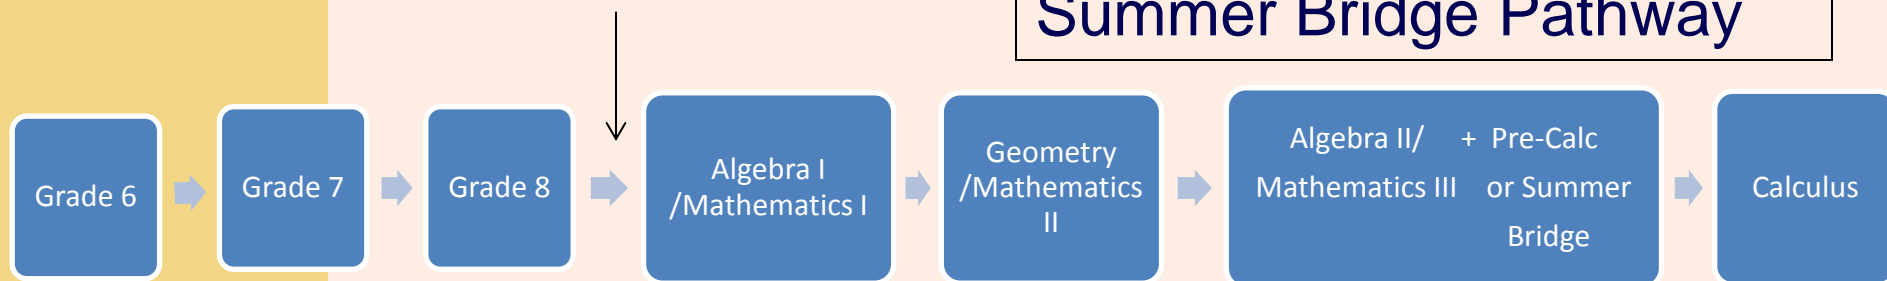 Summer Bridge Pathway
Grade 6
Grade 7
Grade 8
Algebra I
/Mathematics I
Geometry
/Mathematics
II
Algebra II/ + Pre-Calc
Mathematics III or Summer
Bridge
Calculus